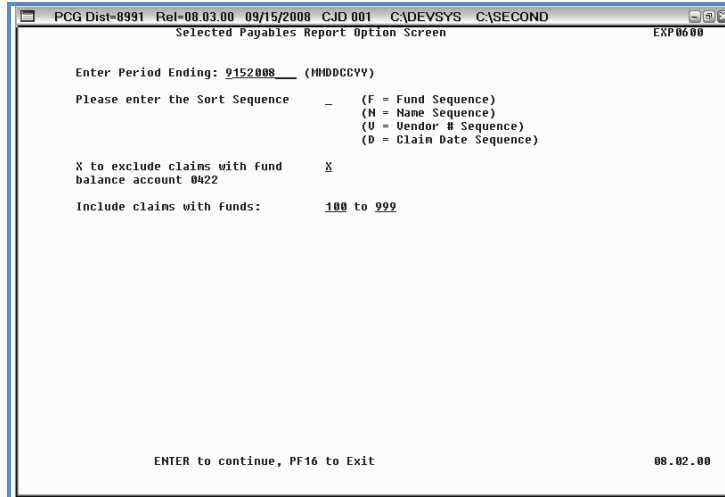 PCG Dist=8991 Rel=08.03.00 09/15/2008 CJD 001 C:\DEVSYS C:\SECOND
Selected Payables Report Option Screen EXP0600
Enter Period Ending: 9152008___ (MMDDCCYY)
Please enter the Sort Sequence _ (F = Fund Sequence)
(N = Name Sequence)
(V = Vendor # Sequence)
(D = Claim Date Sequence)
X to exclude claims with fund X
balance account 0422
Include claims with funds: 100 to 999
ENTER to continue, PF16 to Exit 08.02.00